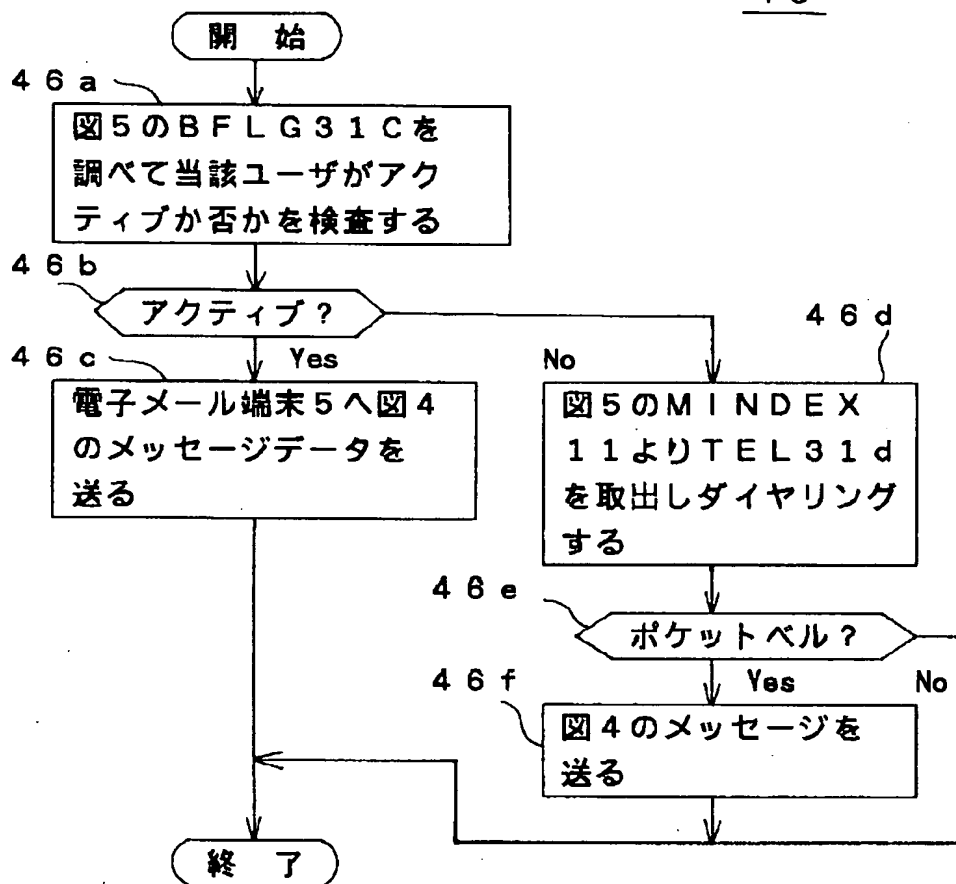 開 始
46a
図5のBFLG31Cを
調べて当該ユーザがアク
ティブか否かを検査する
46b
アクティブ?
Yes
No
46c
電子メール端末5へ図4
のメッセージデータを
送る
46d
図5のMINDEX
11よりTEL31d
を取出しダイヤリング
する
46e
ポケットベル?
Yes
No
46f
図4のメッセージを
送る
終 了